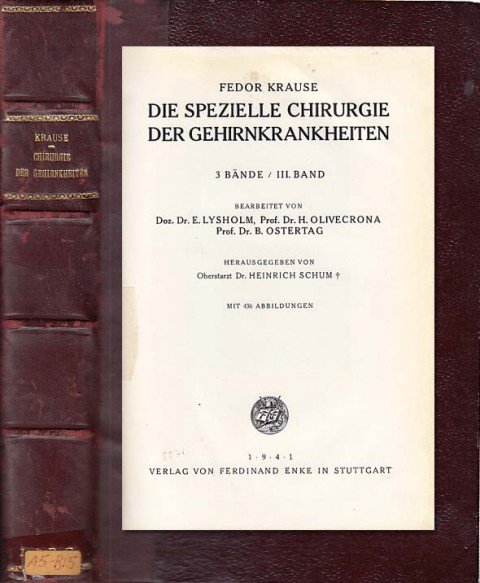 KRAUSE
CHIRURGIE
DER GEHIRNKRANKHEITEN
A5-B15
FEDOR KRAUSE
DIE SPEZIELLE CHIRURGIE
DER GEHIRNKRANKHEITEN
3 BÄNDE / III. BAND
BEARBEITET VON
Doz. Dr. E. LYSHOLM, Prof. Dr. H. OLIVECRONA
Prof. Dr. B. OSTERTAG
HERAUSGEGEBEN VON
Oberstarzt Dr. HEINRICH SCHUM †
MIT 436 ABBILDUNGEN
1 · 9 · 4 · 1
VERLAG VON FERDINAND ENKE IN STUTTGART